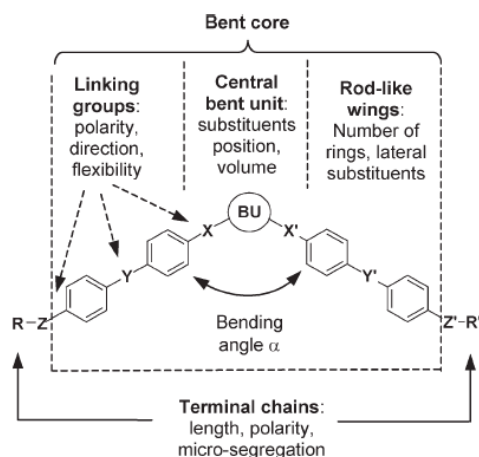 Bent core
Linking
groups:
polarity,
direction,
flexibility
Central
bent unit:
substituents
position,
volume
Rod-like
wings:
Number of
rings, lateral
substituents
X
BU
X'
Y
Y'
R-Z
Z'-R'
Bending
angle α
Terminal chains:
length, polarity,
micro-segregation